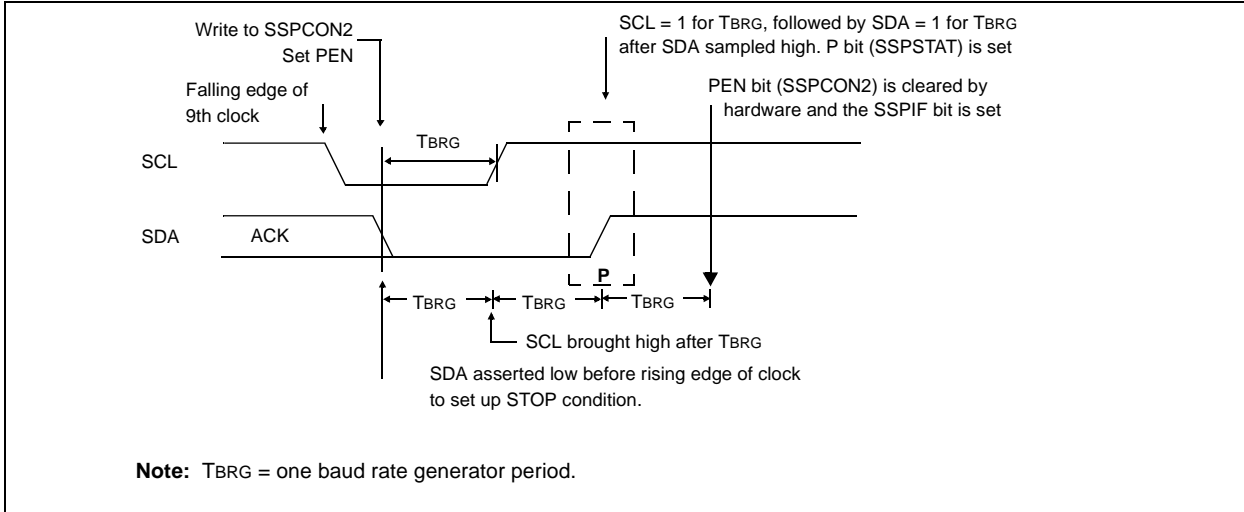 Write to SSPCON2
Set PEN
SCL = 1 for TBRG, followed by SDA = 1 for TBRG
after SDA sampled high. P bit (SSPSTAT) is set
Falling edge of
9th clock
PEN bit (SSPCON2) is cleared by
hardware and the SSPIF bit is set
TBRG
SCL
SDA
ACK
P
TBRG
TBRG
TBRG
SCL brought high after TBRG
SDA asserted low before rising edge of clock
to set up STOP condition.
Note: TBRG = one baud rate generator period.